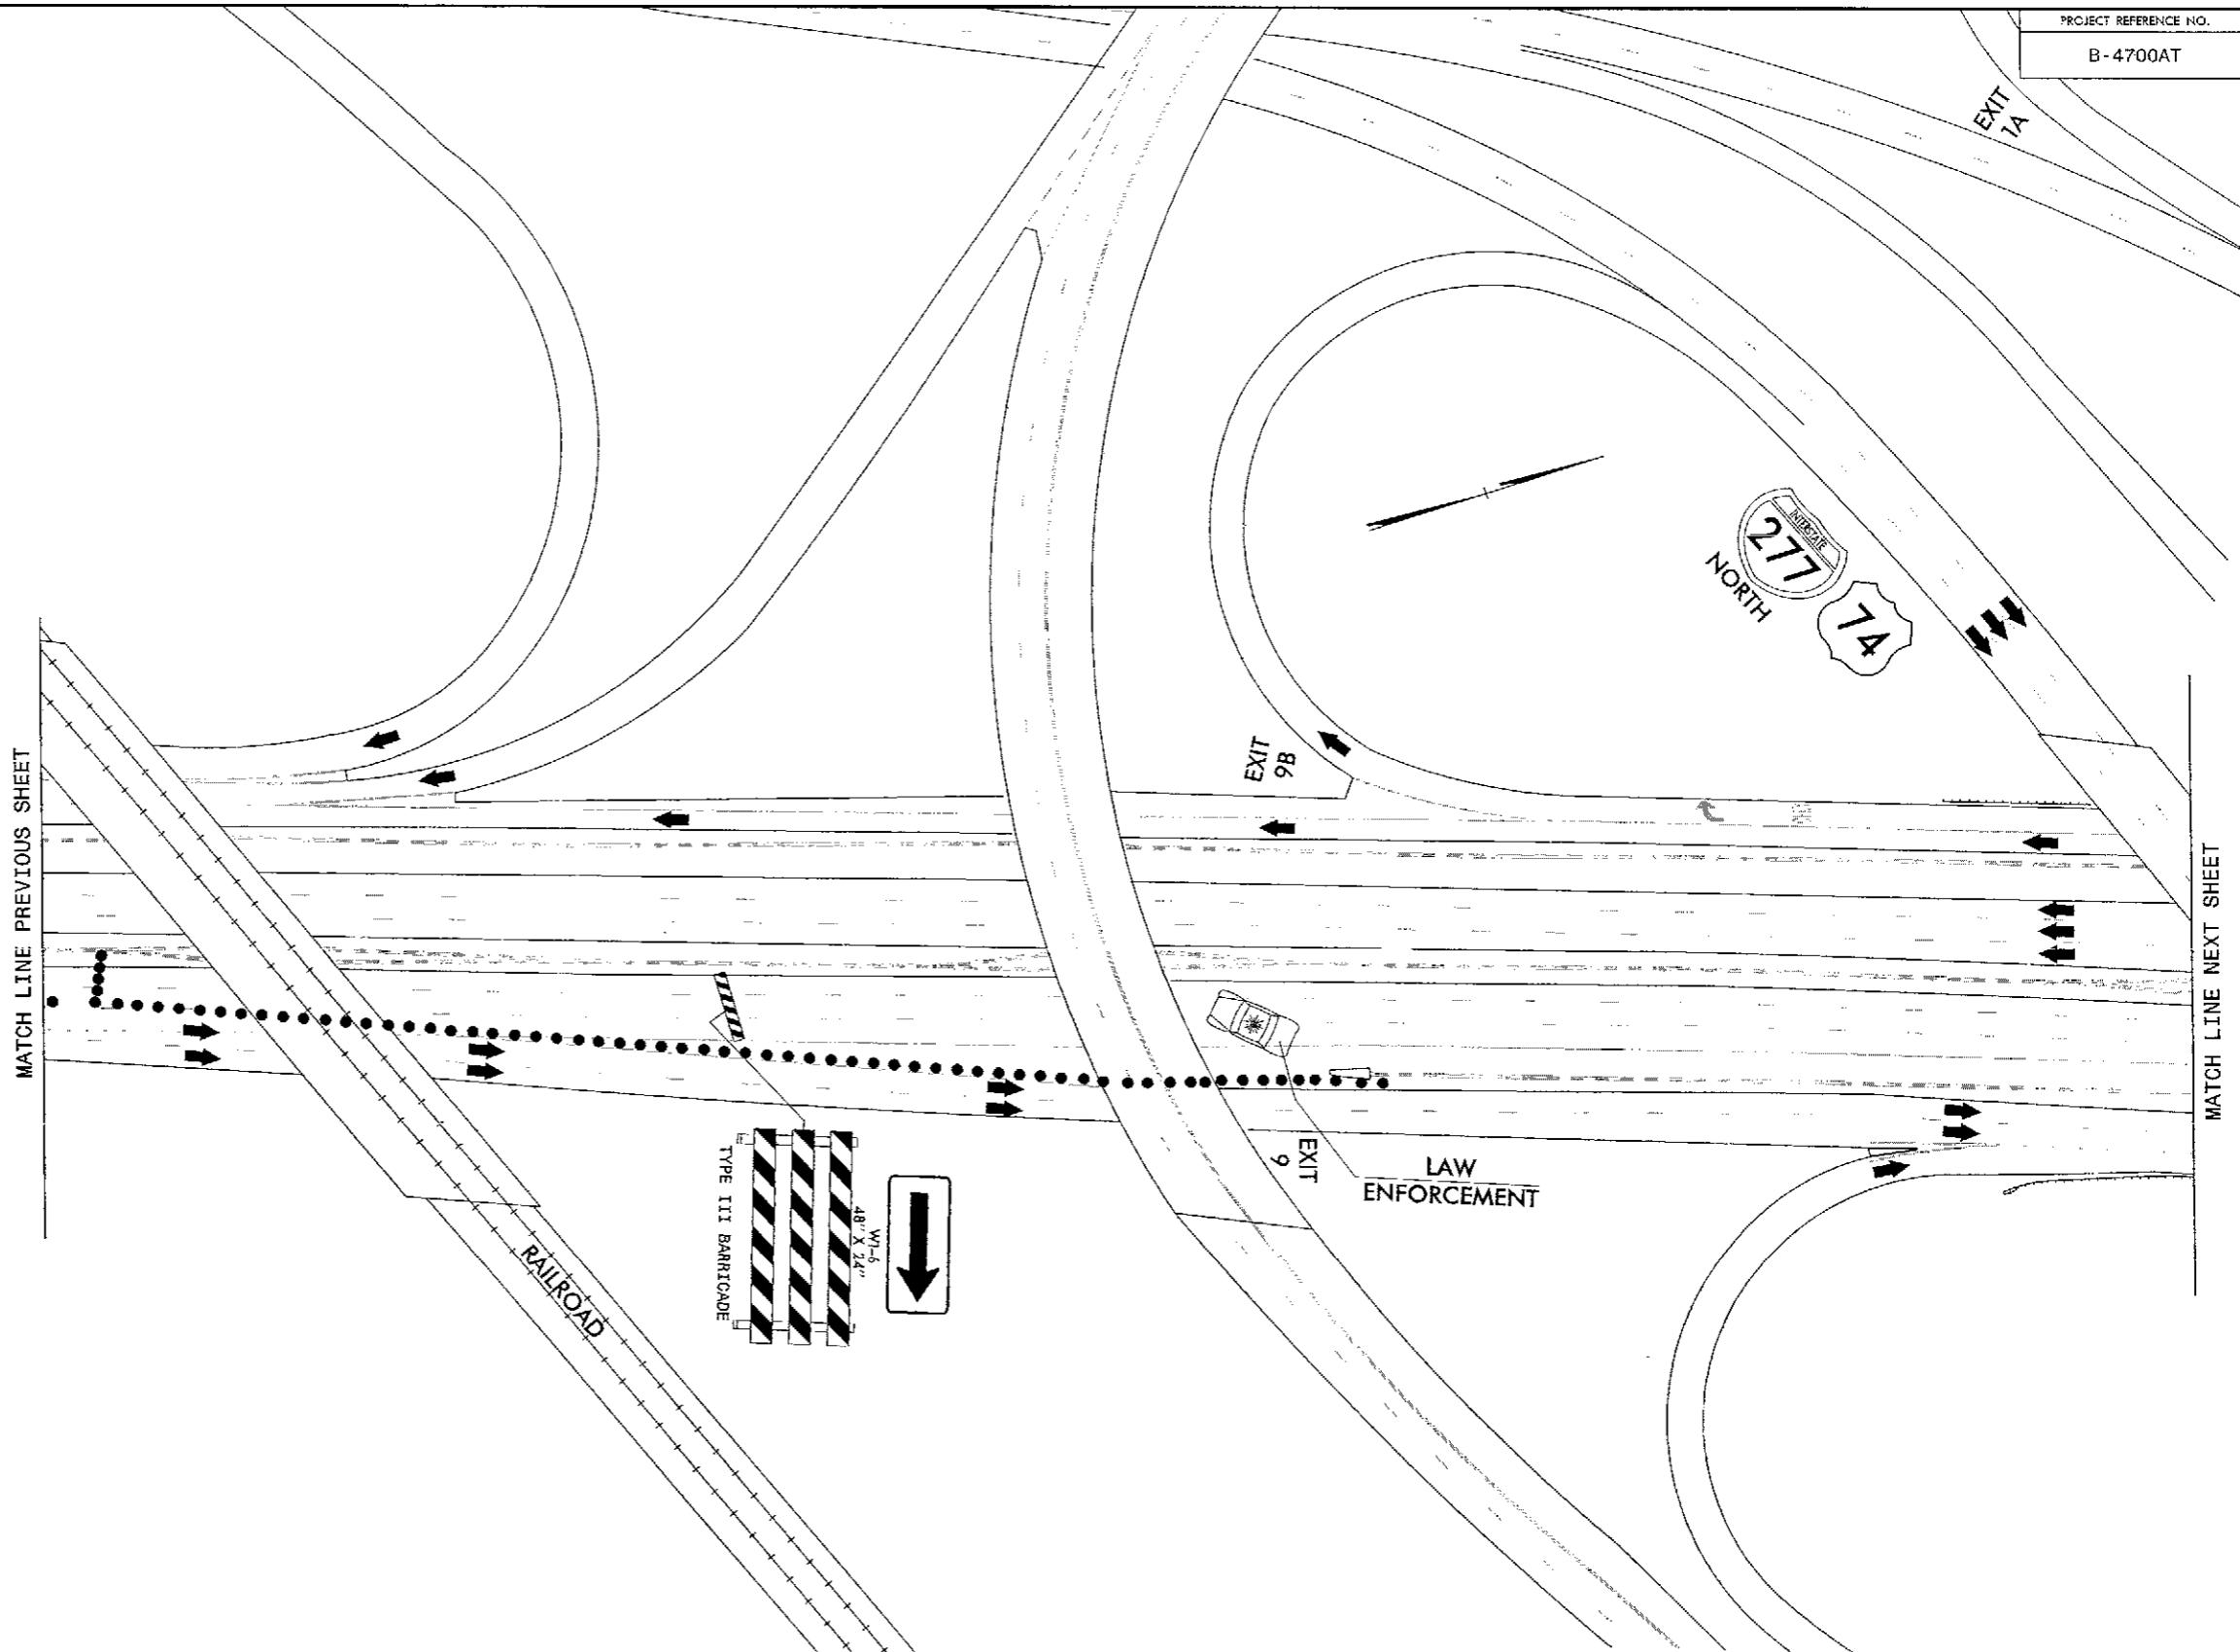 PROJECT REFERENCE NO.
B-4700AT
EXIT
1A
INTERSTATE
277
NORTH
74
EXIT
9B
MATCH LINE PREVIOUS SHEET
MATCH LINE NEXT SHEET
EXIT
9
LAW
ENFORCEMENT
W1-6
48" X 24"
TYPE III BARRICADE
RAILROAD